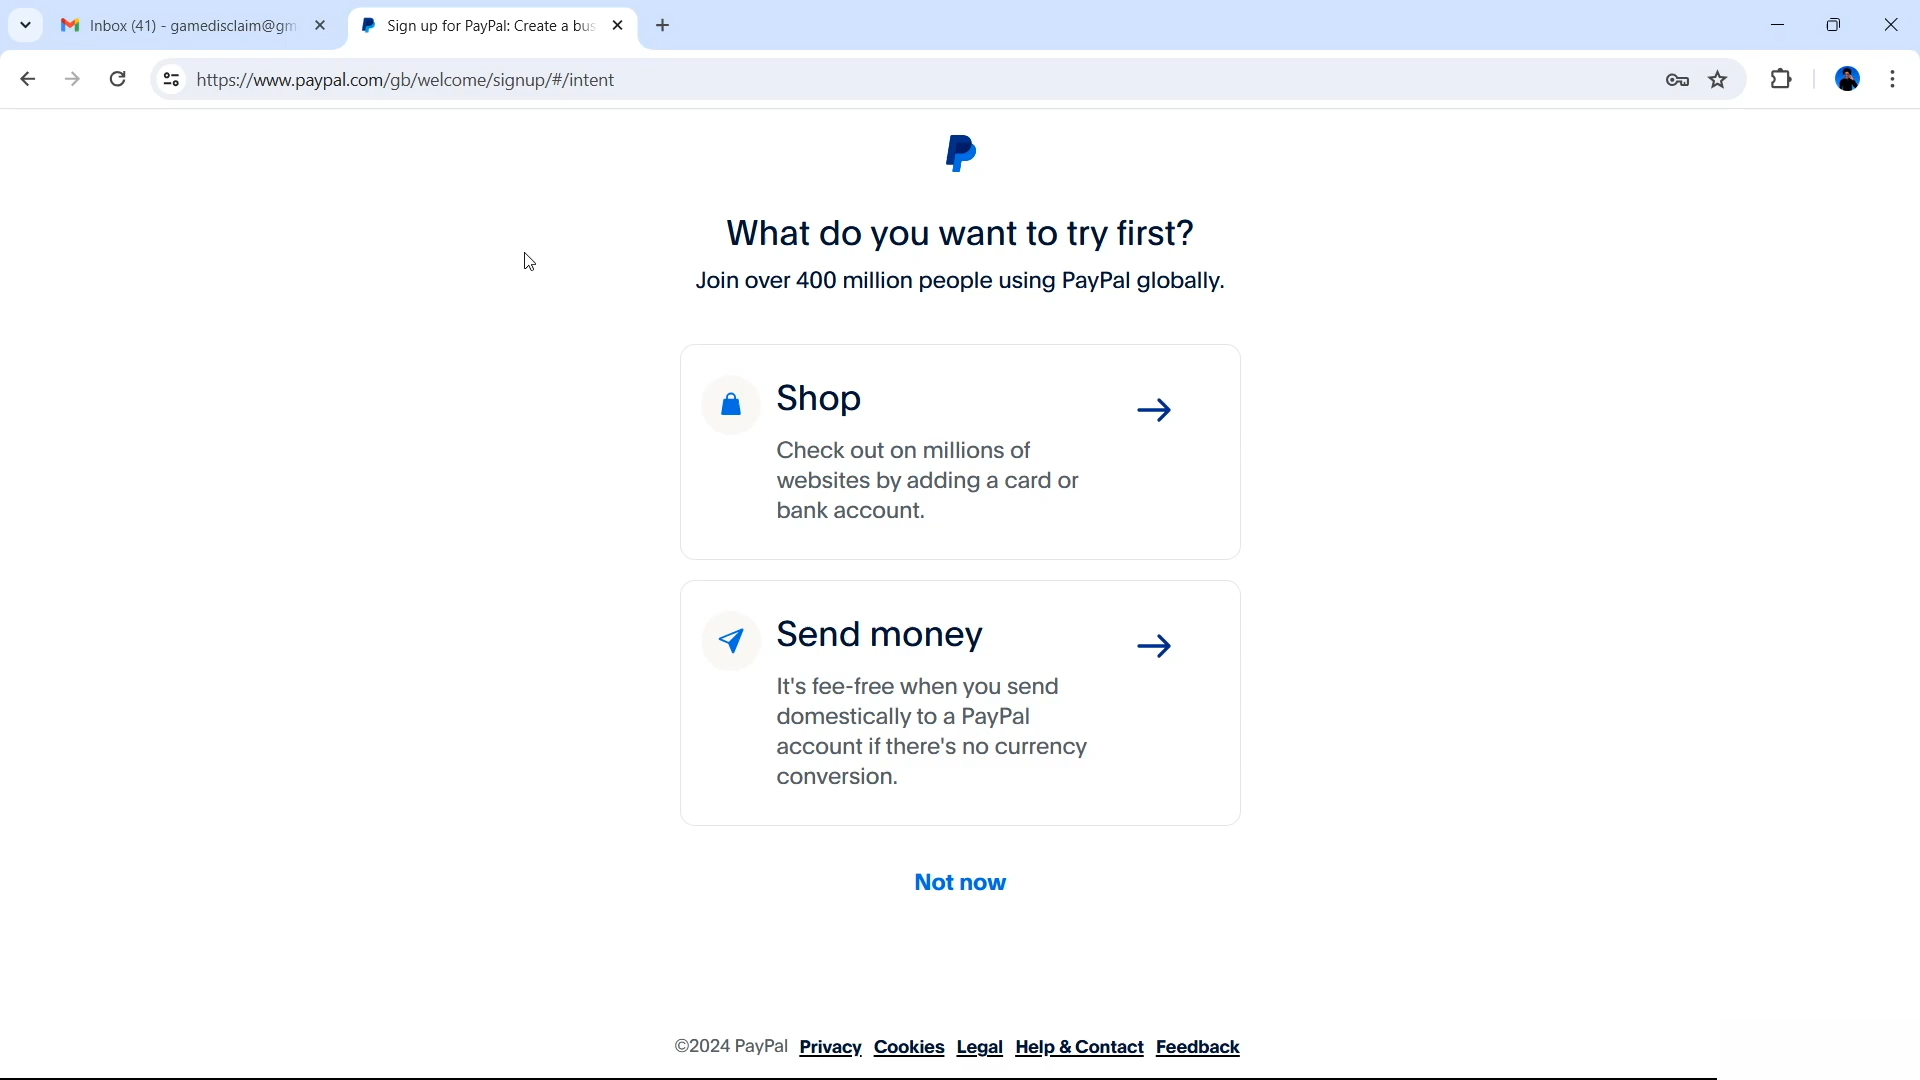 Inbox (41) - gamedisclaim@gm
Sign up for PayPal: Create a bus
https://www.paypal.com/gb/welcome/signup/#/intent
What do you want to try first?
Join over 400 million people using PayPal globally.
Shop
Check out on millions of
websites by adding a card or
bank account.
Send money
It's fee-free when you send
domestically to a PayPal
account if there's no currency
conversion.
Not now
©2024 PayPal Privacy Cookies Legal Help & Contact Feedback